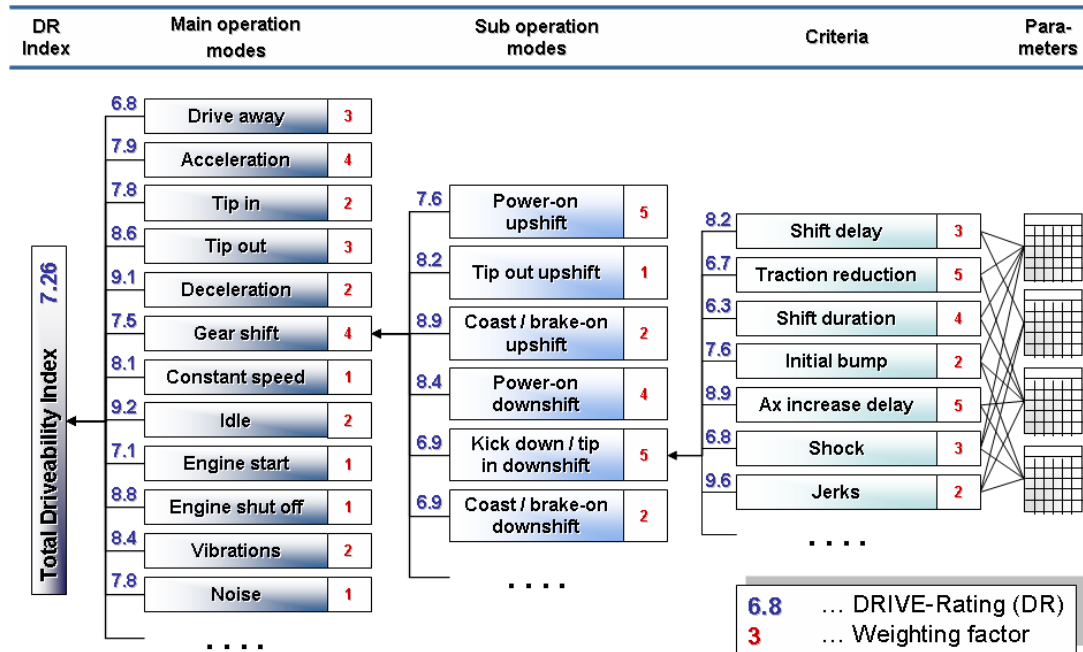 DR Index
Main operation modes
Sub operation modes
Criteria
Para-meters
Total Driveability Index 7.26
6.8 Drive away 3
7.9 Acceleration 4
7.8 Tip in 2
8.6 Tip out 3
9.1 Deceleration 2
7.5 Gear shift 4
8.1 Constant speed 1
9.2 Idle 2
7.1 Engine start 1
8.8 Engine shut off 1
8.4 Vibrations 2
7.8 Noise 1
. . . .
7.6 Power-on upshift 5
8.2 Tip out upshift 1
8.9 Coast / brake-on upshift 2
8.4 Power-on downshift 4
6.9 Kick down / tip in downshift 5
6.9 Coast / brake-on downshift 2
. . . .
8.2 Shift delay 3
6.7 Traction reduction 5
6.3 Shift duration 4
7.6 Initial bump 2
8.9 Ax increase delay 5
6.8 Shock 3
9.6 Jerks 2
. . . .
6.8 ... DRIVE-Rating (DR)
3 ... Weighting factor